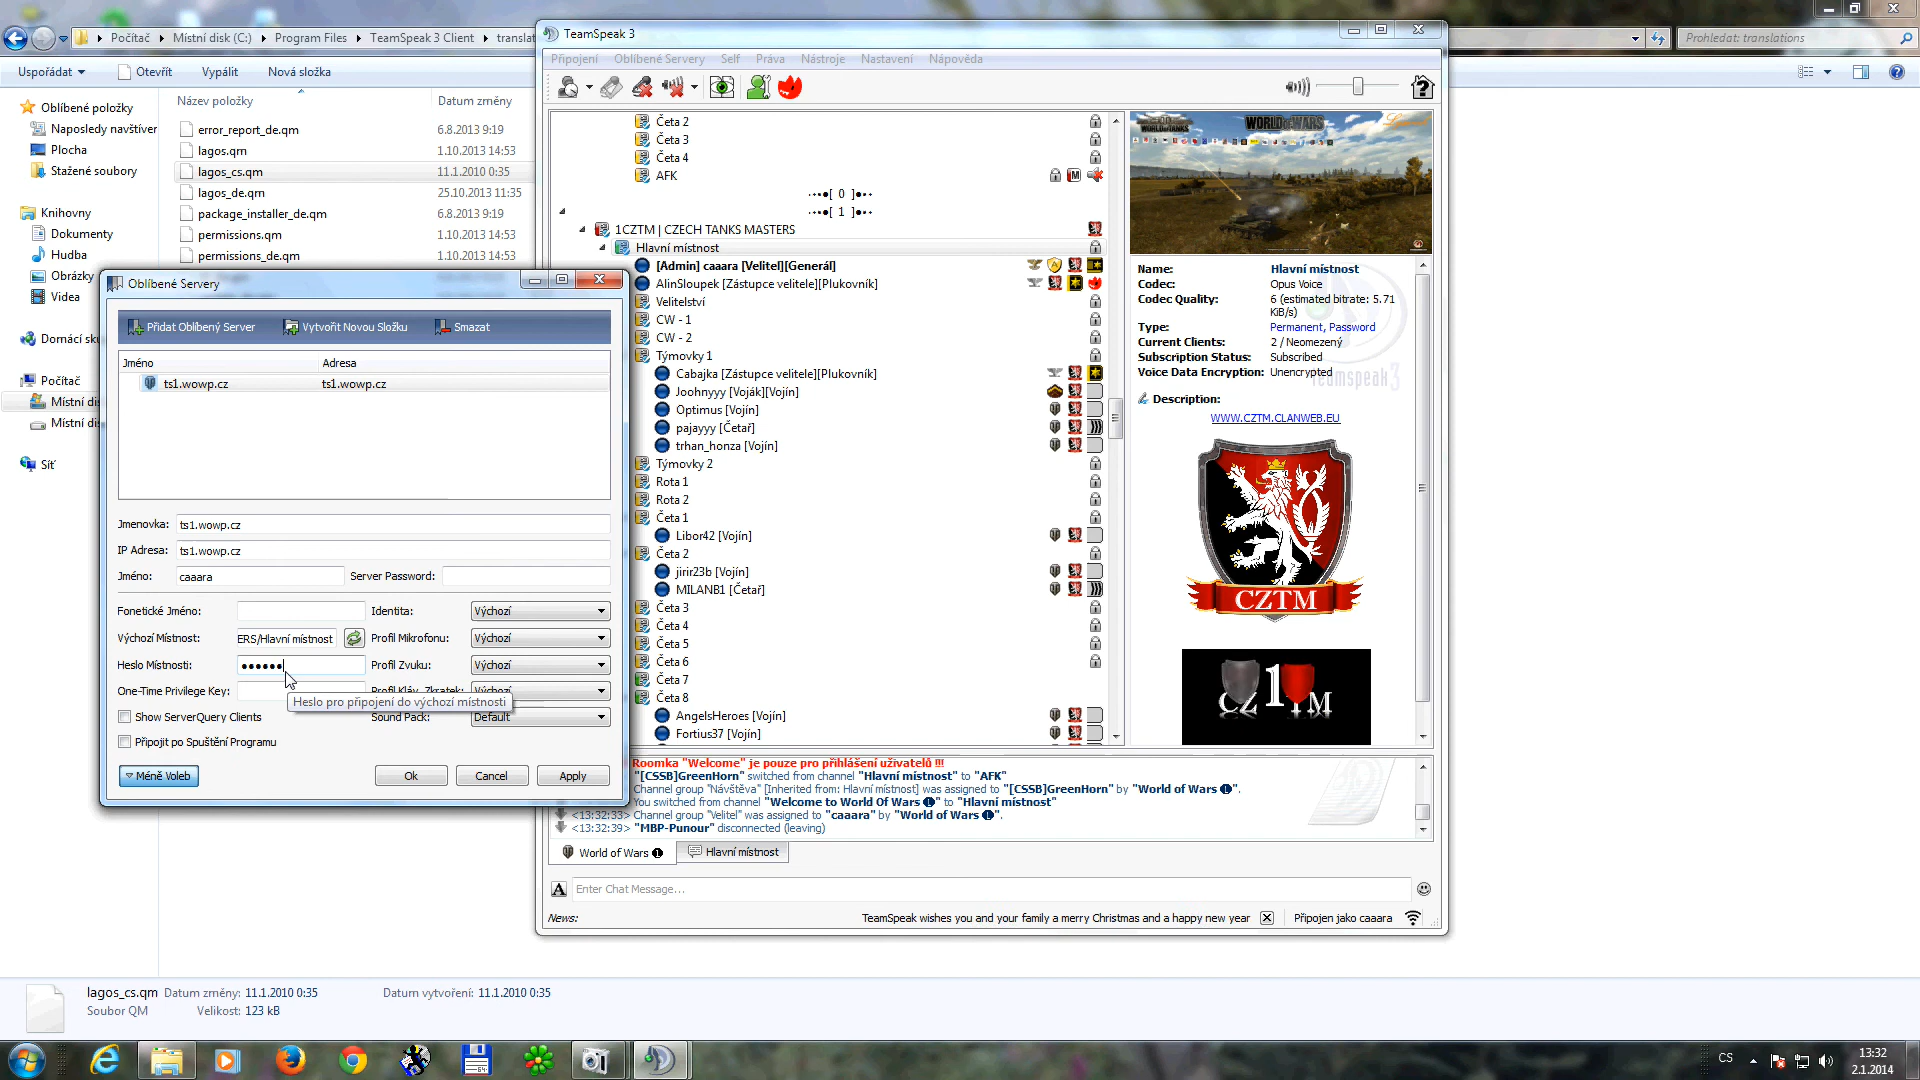 Počítač
Místní disk (C:)
Program Files
TeamSpeak 3 Client
Prohledat: translations
Uspořádat
Otevřít
Vypálit
Nová složka
Oblíbené položky
Plocha
Stažené soubory
Knihovny
Dokumenty
Hudba
Obrázky
Videa
Počítač
Síť
Název položky
Datum změny
error_report_de.qm
6.8.2013 9:19
lagos.qm
1.10.2013 14:53
lagos_cs.qm
11.1.2010 0:35
lagos_de.qm
25.10.2013 11:35
package_installer_de.qm
6.8.2013 9:19
permissions.qm
1.10.2013 14:53
permissions_de.qm
1.10.2013 14:53
Oblíbené Servery
Přidat Oblíbený Server
Vytvořit Novou Složku
Smazat
Jméno
Adresa
ts1.wowp.cz
ts1.wowp.cz
Jmenovka:
ts1.wowp.cz
IP Adresa:
ts1.wowp.cz
Jméno:
caaara
Server Password:
Fonetické Jméno:
Identita:
Výchozí
Výchozí Místnost:
ERS/Hlavní místnost
Profil Mikrofonu:
Výchozí
Heslo Místnosti:
●●●●●●
Profil Zvuku:
Výchozí
One-Time Privilege Key:
Profil Kláv. Zkratek:
Výchozí
Heslo pro připojení do výchozí místnosti
Show ServerQuery Clients
Sound Pack:
Default
Připojit po Spuštění Programu
Méně Voleb
Ok
Cancel
Apply
TeamSpeak 3
Připojení
Oblíbené Servery
Self
Práva
Nástroje
Nastavení
Nápověda
Četa 2
Četa 3
Četa 4
AFK
M
·-•●[ 0 ]●•-·
·-•●[ 1 ]●•-·
1CZTM | CZECH TANKS MASTERS
Hlavní místnost
[Admin] caaara [Velitel][Generál]
AlinSloupek [Zástupce velitele][Plukovník]
Velitelství
CW - 1
CW - 2
Týmovky 1
Cabajka [Zástupce velitele][Plukovník]
Joohnyyy [Voják][Vojín]
Optimus [Vojín]
pajayyy [Četař]
trhan_honza [Vojín]
Týmovky 2
Rota 1
Rota 2
Četa 1
Libor42 [Vojín]
Četa 2
jirir23b [Vojín]
MILANB1 [Četař]
Četa 3
Četa 4
Četa 5
Četa 6
Četa 7
Četa 8
AngelsHeroes [Vojín]
Fortius37 [Vojín]
WORLD OF TANKS
WORLD OF WARS
Name: Hlavní místnost
Codec: Opus Voice
Codec Quality: 6 (estimated bitrate: 5.71
KiB/s)
Type: Permanent, Password
Current Clients: 2 / Neomezený
Subscription Status: Subscribed
Voice Data Encryption: Unencrypted
teamspeak3
Description:
WWW.CZTM.CLANWEB.EU
CZTM
CZ1TM
Roomka "Welcome" je pouze pro přihlášení uživatelů !!!
"[CSSB]GreenHorn" switched from channel "Hlavní místnost" to "AFK"
Channel group "Návštěva" [Inherited from: Hlavní místnost] was assigned to "[CSSB]GreenHorn" by "World of Wars ❶".
You switched from channel "Welcome to World Of Wars ❶" to "Hlavní místnost"
<13:32:33> Channel group "Velitel" was assigned to "caaara" by "World of Wars ❶".
<13:32:39> "MBP-Punour" disconnected (leaving)
World of Wars ❶
Hlavní místnost
Enter Chat Message...
News:
TeamSpeak wishes you and your family a merry Christmas and a happy new year
Připojen jako caaara
lagos_cs.qm
Datum změny: 11.1.2010 0:35
Datum vytvoření: 11.1.2010 0:35
Soubor QM
Velikost: 123 kB
CS
13:32
2.1.2014